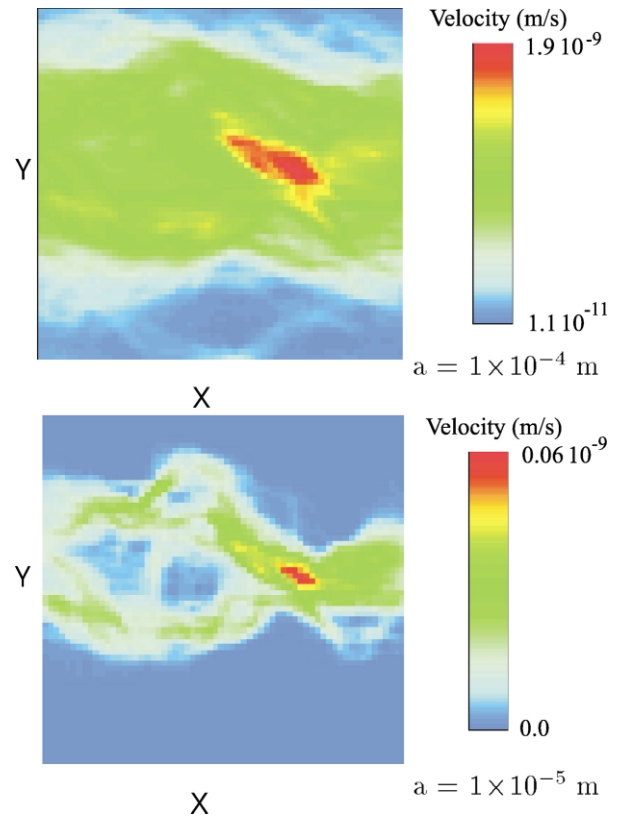 Velocity (m/s)
1.9 10⁻⁹
Y
1.1 10⁻¹¹
a = 1×10⁻⁴ m
X
Velocity (m/s)
0.06 10⁻⁹
Y
0.0
a = 1×10⁻⁵ m
X